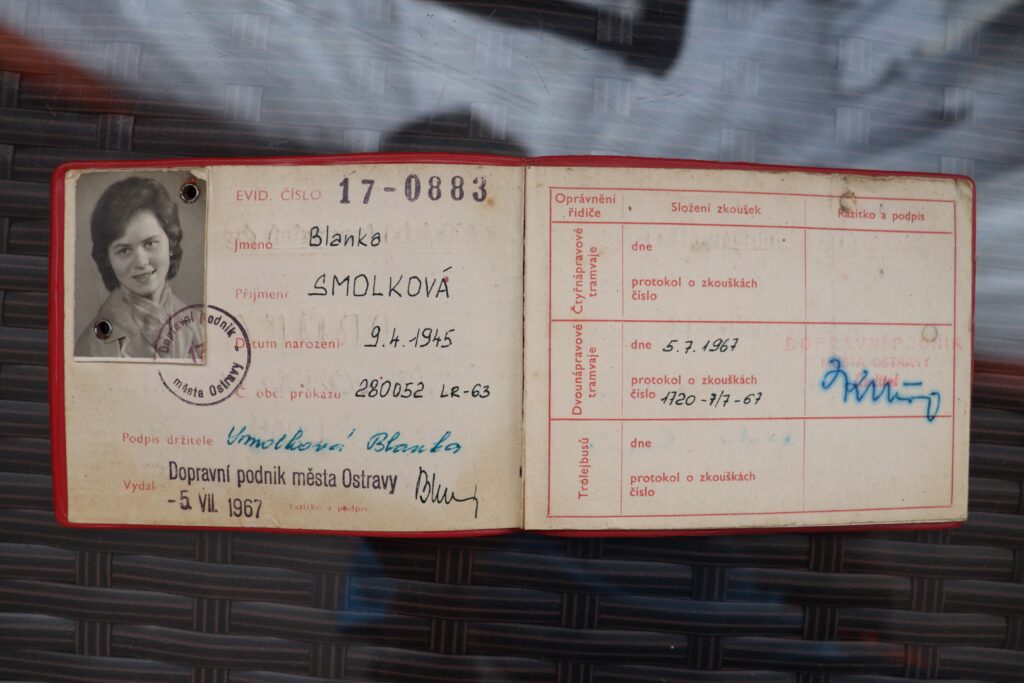 EVID. ČÍSLO 17-0883
Jméno Blanka
Příjmení SMOLKOVÁ
Datum narození 9.4.1945
Č. obč. průkazu 280052 LR-63
Dopravní Podnik
17
města Ostravy
Podpis držitele Smolková Blanka
Vydal Dopravní podnik města Ostravy
-5. VII. 1967
razítko a podpis
Oprávnění řidiče
Složení zkoušek
Razítko a podpis
Čtyřnápravové tramvaje
dne
protokol o zkouškách
číslo
Dvounápravové tramvaje
dne 5.7.1967
protokol o zkouškách
číslo 1720-7/7-67
DOPRAVNÍ PODNIK
MĚSTA OSTRAVY
Trolejbusů
dne
protokol o zkouškách
číslo